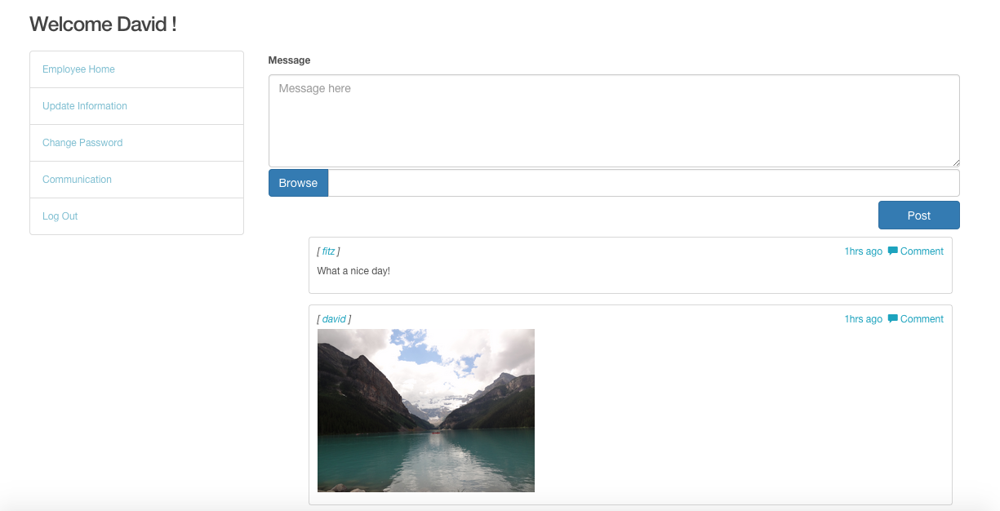 Welcome David !
Employee Home
Update Information
Change Password
Communication
Log Out
Message
Message here
Browse
Post
[ fitz ] 1hrs ago Comment
What a nice day!
[ david ] 1hrs ago Comment